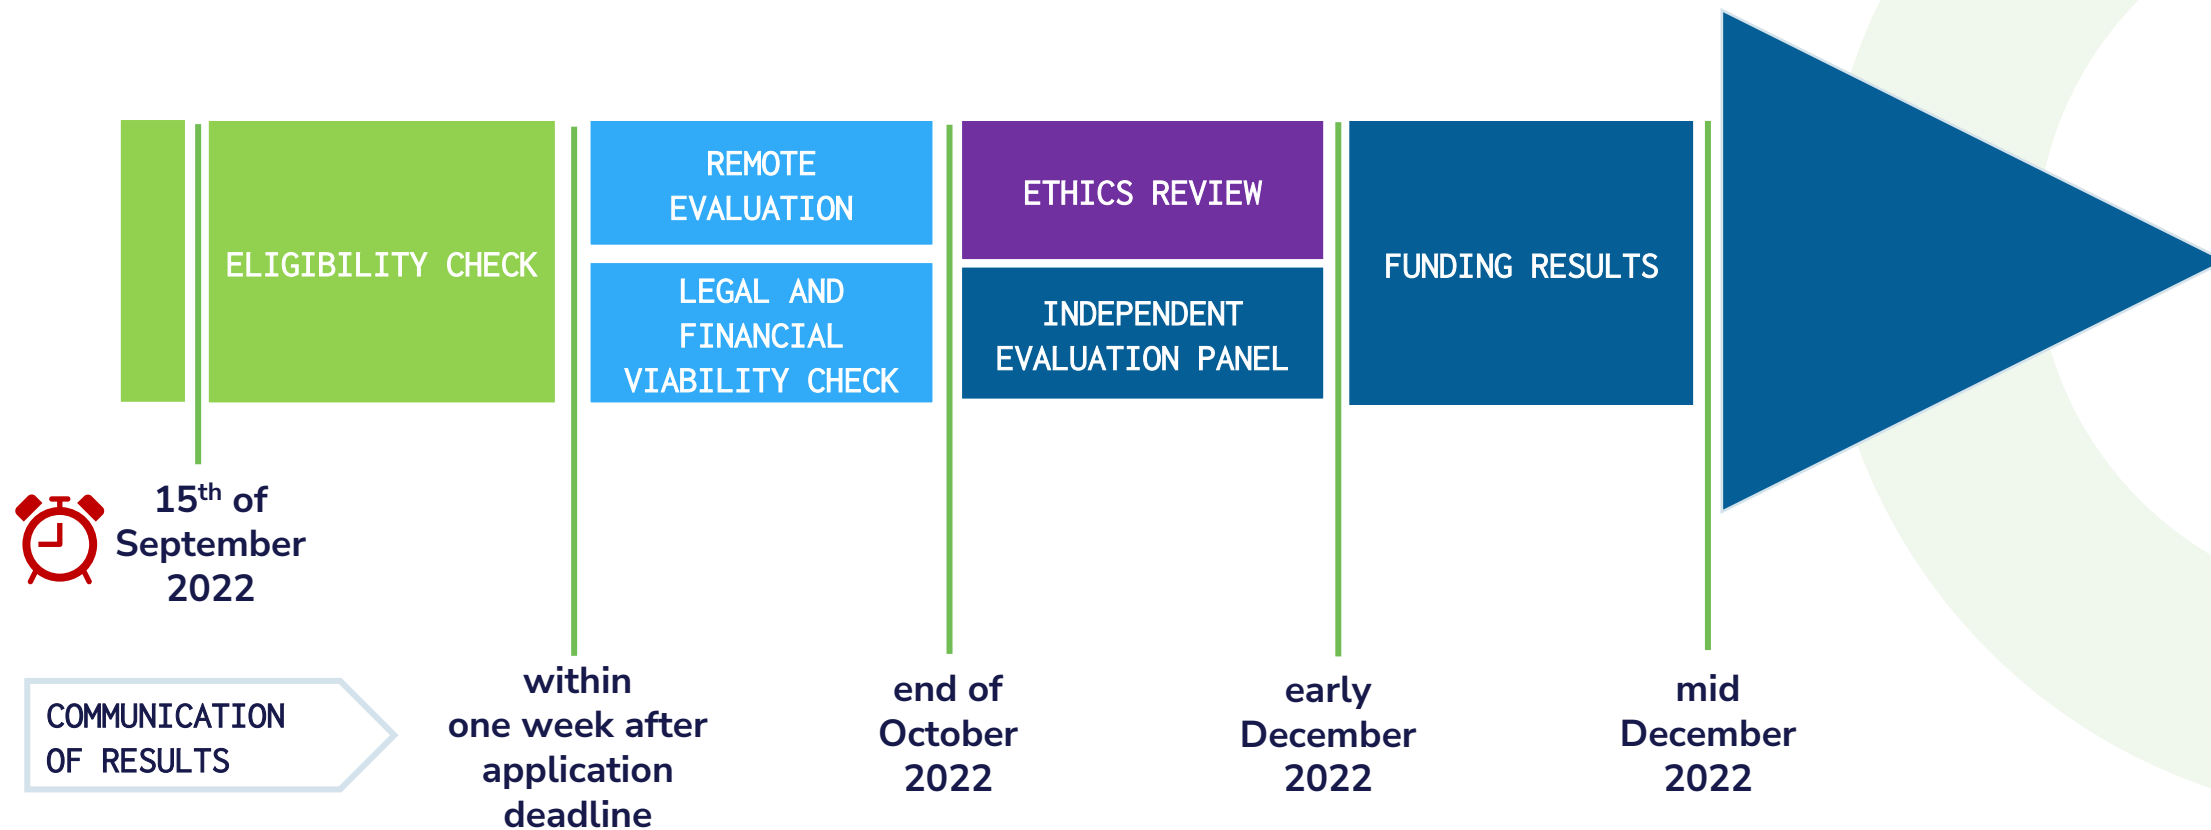 ELIGIBILITY CHECK
REMOTE
EVALUATION
LEGAL AND
FINANCIAL
VIABILITY CHECK
ETHICS REVIEW
INDEPENDENT
EVALUATION PANEL
FUNDING RESULTS
15th of
September
2022
COMMUNICATION
OF RESULTS
within
one week after
application
deadline
end of
October
2022
early
December
2022
mid
December
2022